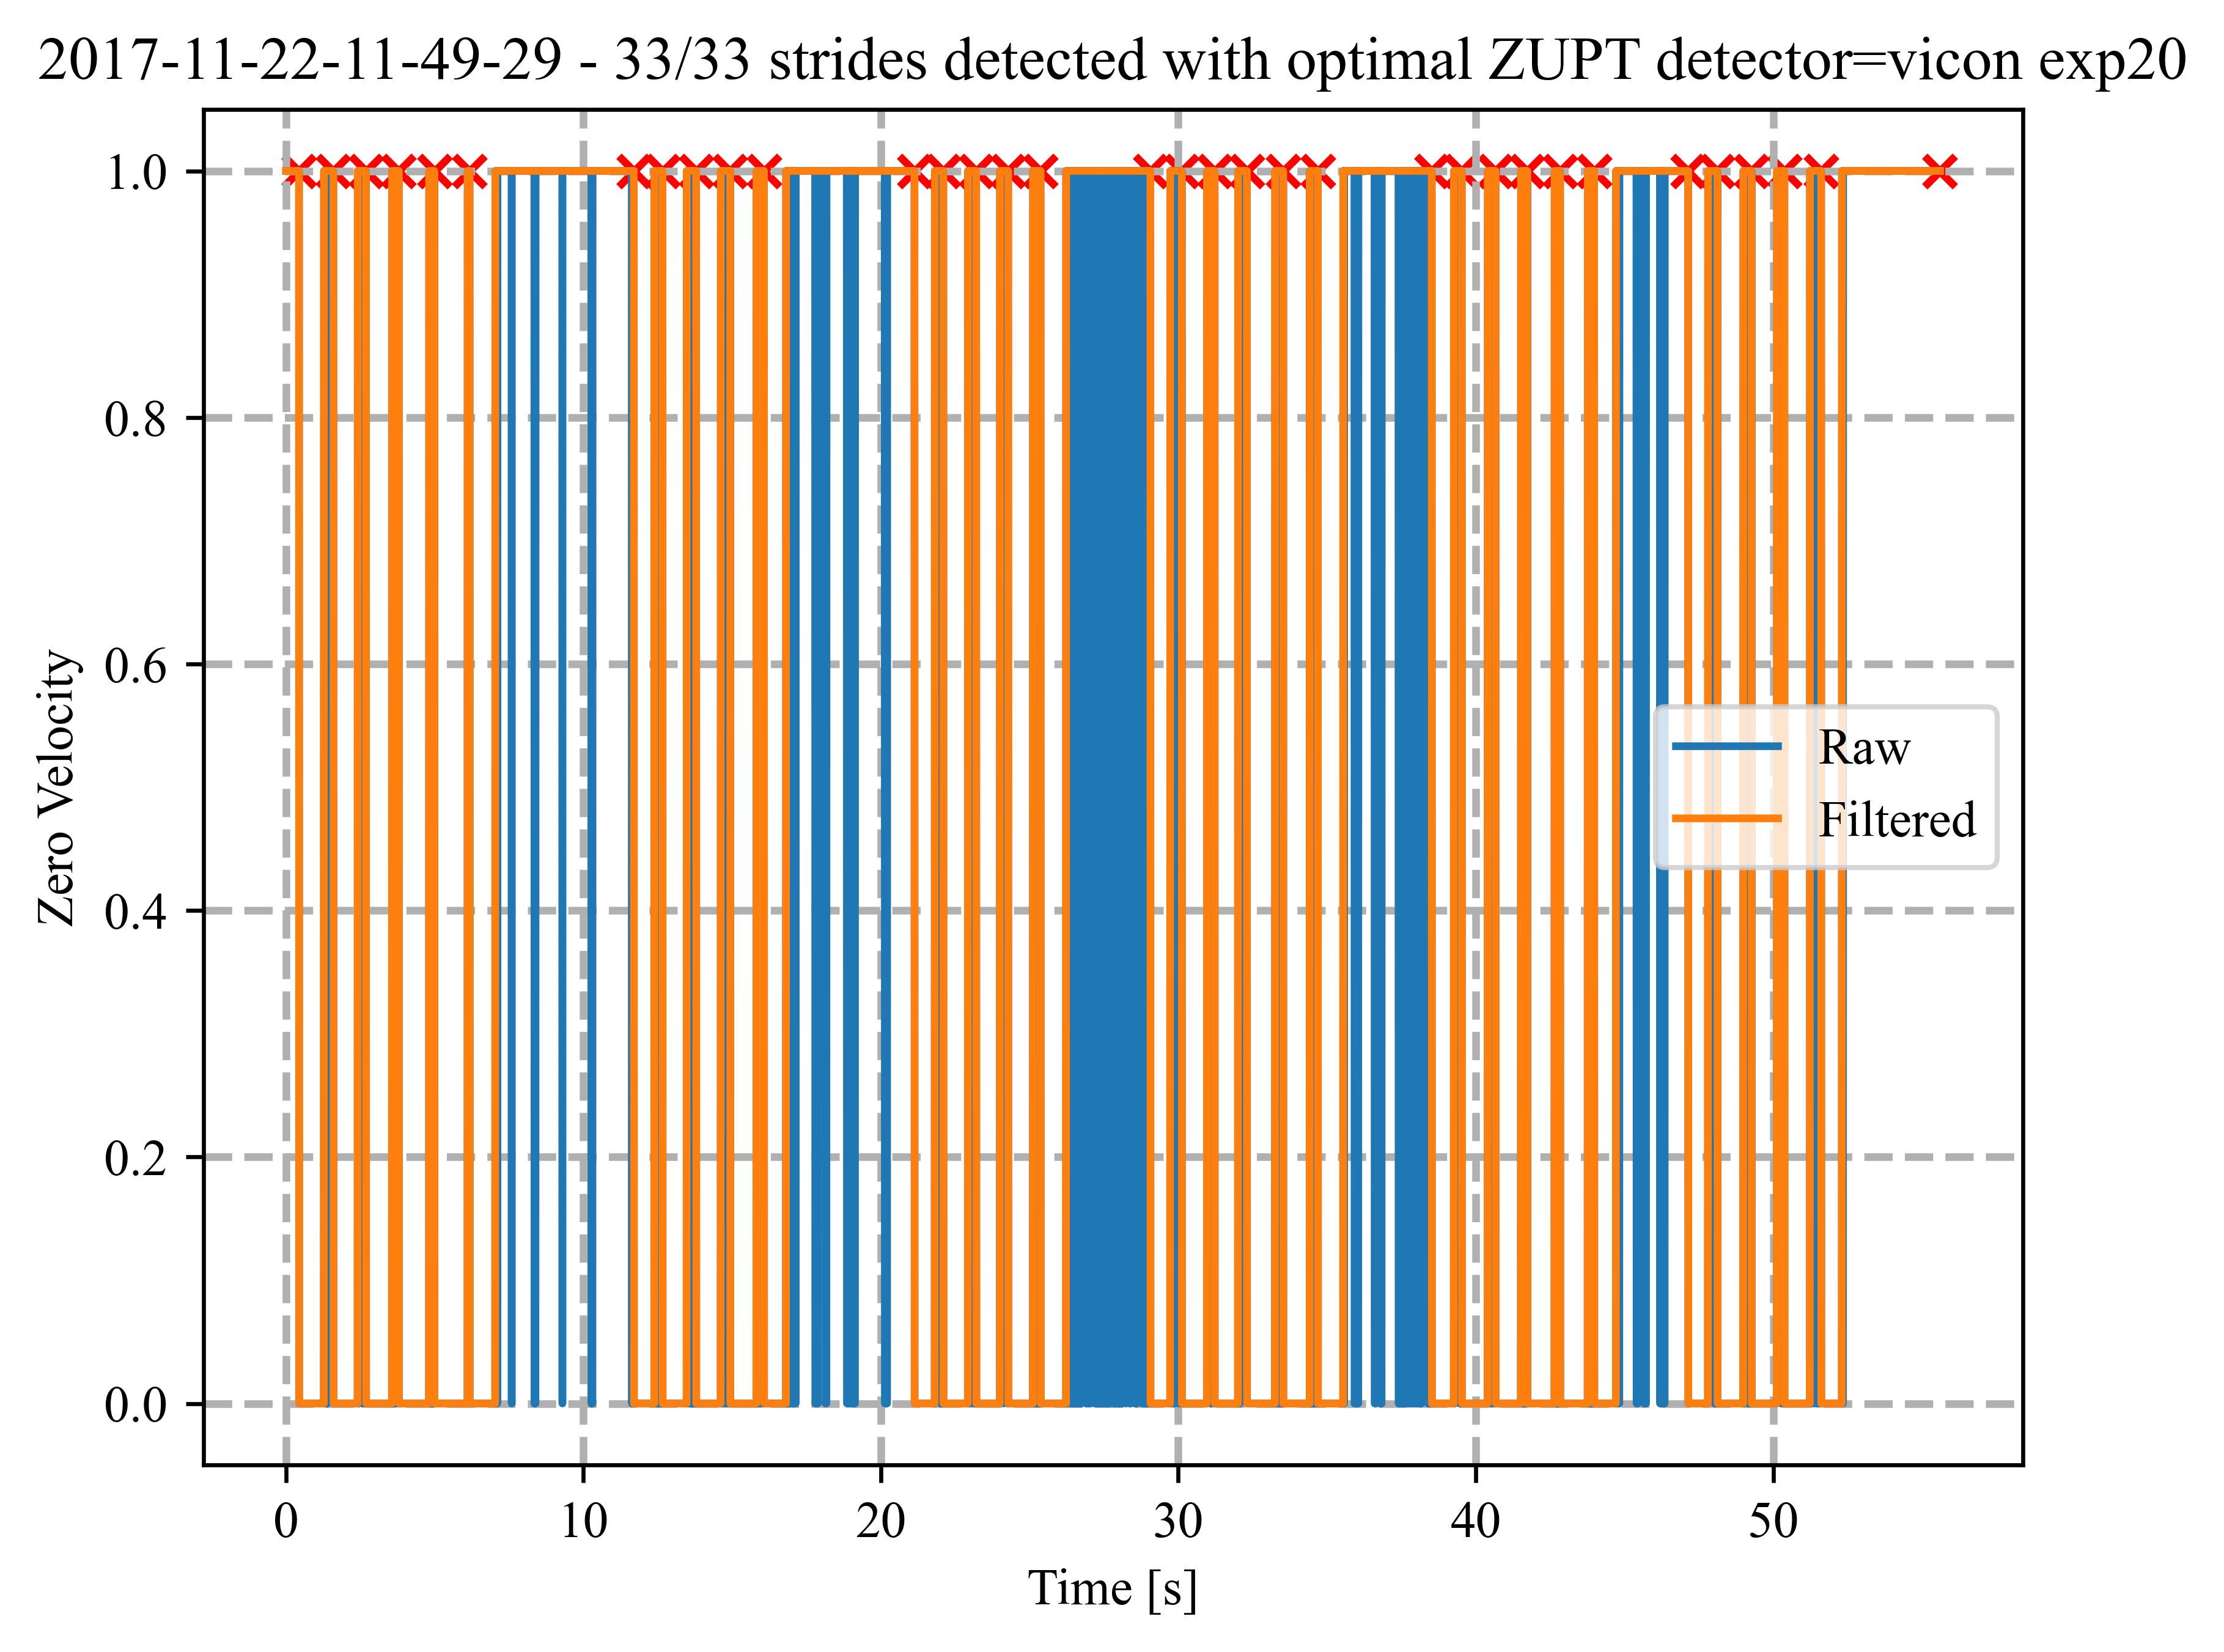 2017-11-22-11-49-29 - 33/33 strides detected with optimal ZUPT detector=vicon exp20
1.0
0.8
0.6
0.4
0.2
0.0
Zero Velocity
Raw
Filtered
0 10 20 30 40 50
Time [s]